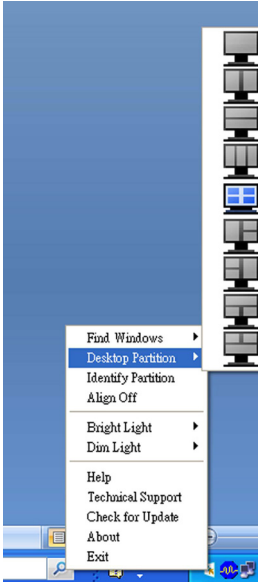 Find Windows
Desktop Partition
Identify Partition
Align Off
Bright Light
Dim Light
Help
Technical Support
Check for Update
About
Exit